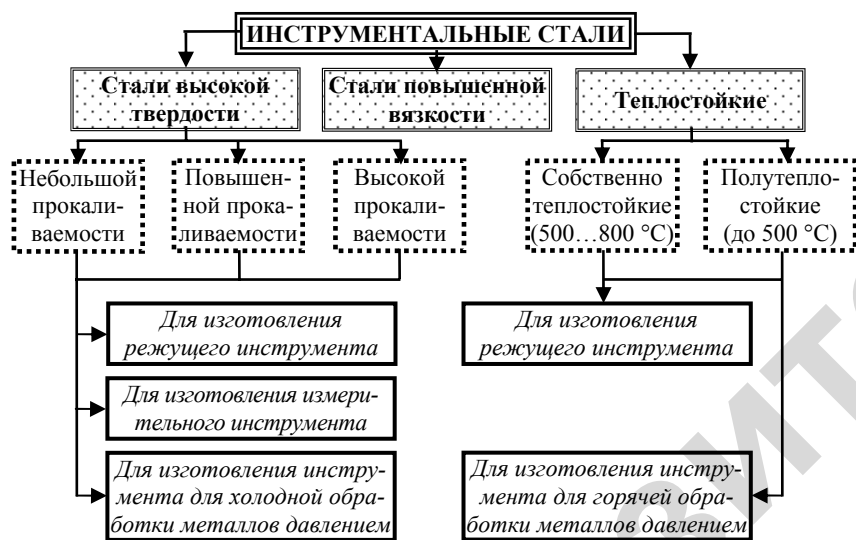 ИНСТРУМЕНТАЛЬНЫЕ СТАЛИ
Стали высокой
твердости
Стали повышенной
вязкости
Теплостойкие
Небольшой
прокали-
ваемости
Повышен-
ной прока-
ливаемости
Высокой
прокали-
ваемости
Собственно
теплостойкие
(500…800 °С)
Полутепло-
стойкие
(до 500 °С)
Для изготовления
режущего инструмента
Для изготовления
режущего инструмента
Для изготовления измери-
тельного инструмента
Для изготовления инстру-
мента для холодной обра-
ботки металлов давлением
Для изготовления инстру-
мента для горячей обра-
ботки металлов давлением
ЗИТ